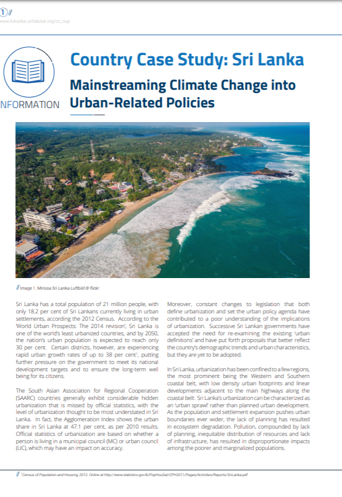 1 //
Country Case Study: Sri Lanka
Mainstreaming Climate Change into
INFORMATION
Urban-Related Policies
Image 1: Mirissa Sri Lanka
Sri Lanka has a total population of 21 million people, with
only 18.2 per cent of Sri Lankans currently living in urban
settlements, according the 2012 Census. According to the
'World Urban Prospects: The 2014 revision', Sri Lanka is
one of the world's least urbanized countries, and by 2050,
the nation's urban population is expected to reach only
30 per cent. Certain districts, however, are experiencing
rapid urban growth rates of up to 38 per cent', putting
further pressure on the government to meet its national
development targets and to ensure the long-term well
being for its citizens.
The South Asian Association for Regional Cooperation
(SAARC) countries generally exhibit considerable hidden
urbanization that is missed by official statistics, with the
level of urbanization thought to be most understated in Sri
Lanka. In fact, the Agglomeration Index shows the urban
share in Sri Lanka at 47.1 per cent, as per 2010 results.
Official statistics of urbanization are based on whether a
person is living in a municipal council (MC) or urban council
(UC), which may have an impact on accuracy.
Moreover, constant changes to legislation that both
define urbanization and set the urban policy agenda have
contributed to a poor understanding of the implications
of urbanization. Successive Sri Lankan governments have
accepted the need for re-examining the existing 'urban
definitions' and have put forth proposals that better reflect
the country's demographic trends and urban characteristics,
but they are yet to be adopted.
In Sri Lanka, urbanization has been confined to a few regions,
the most prominent being the Western and Southern
coastal belt, with low density urban footprints and linear
developments adjacent to the main highways along the
coastal belt. Sri Lanka's urbanization can be characterized as
an 'urban sprawl' rather than planned urban development.
As the population and settlement expansion pushes urban
boundaries ever wider, the lack of planning has resulted
in ecosystem degradation. Pollution, compounded by lack
of planning, inequitable distribution of resources and lack
of infrastructure, has resulted in disproportionate impacts
among the poorer and marginalized populations.
Census of Population and Housing, 2012. Online at